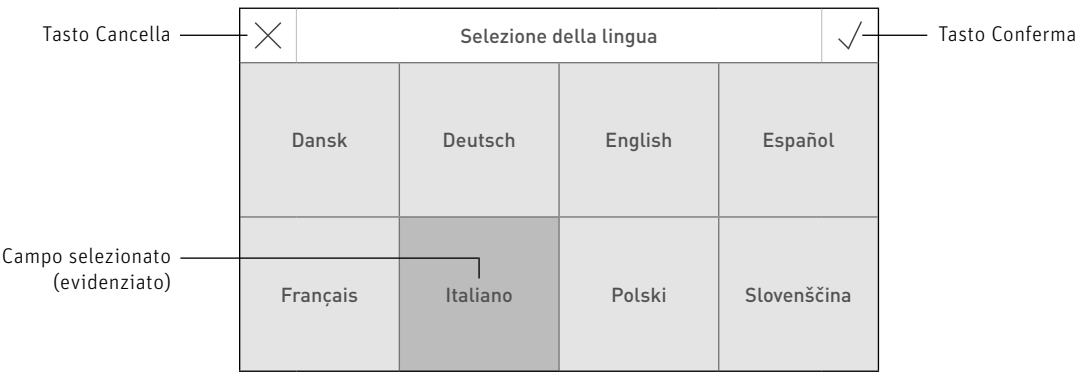 Tasto Cancella
Selezione della lingua
Tasto Conferma
Dansk
Deutsch
English
Español
Campo selezionato
(evidenziato)
Français
Italiano
Polski
Slovenščina